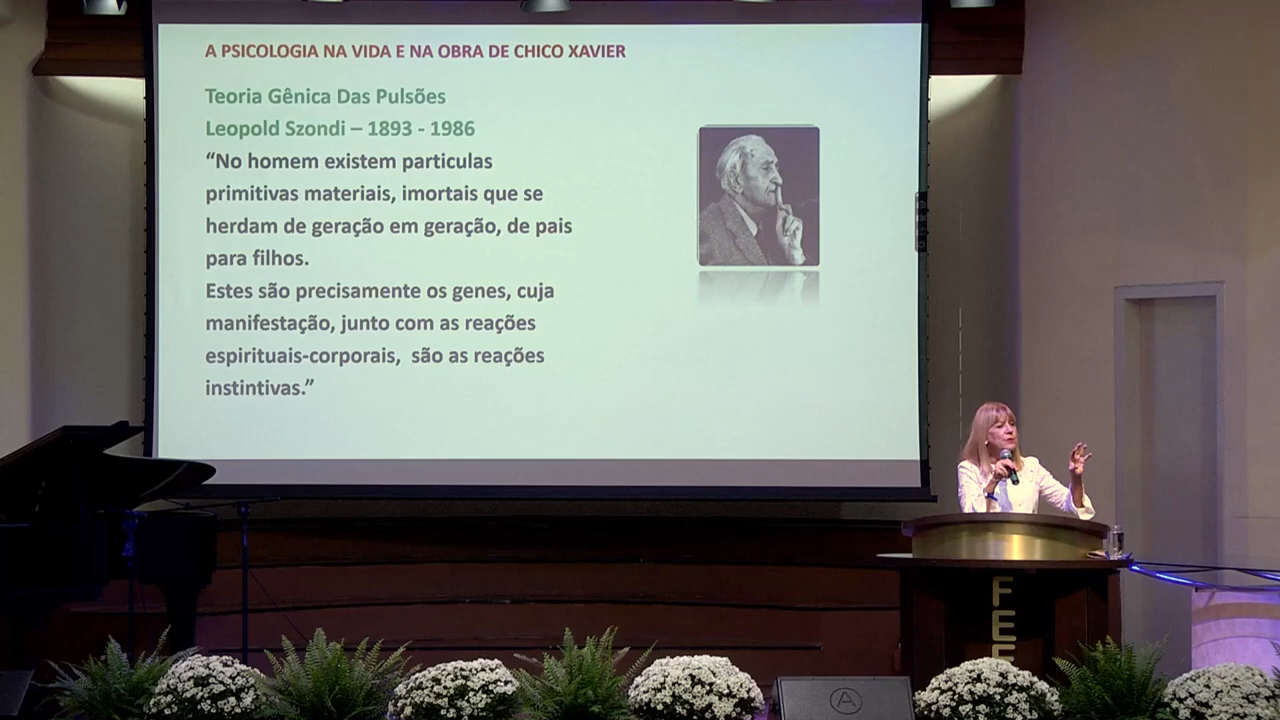 A PSICOLOGIA NA VIDA E NA OBRA DE CHICO XAVIER
Teoria Gênica Das Pulsões
Leopold Szondi – 1893 - 1986
“No homem existem particulas
primitivas materiais, imortais que se
herdam de geração em geração, de pais
para filhos.
Estes são precisamente os genes, cuja
manifestação, junto com as reações
espirituais-corporais,  são as reações
instintivas.”
FEE
A